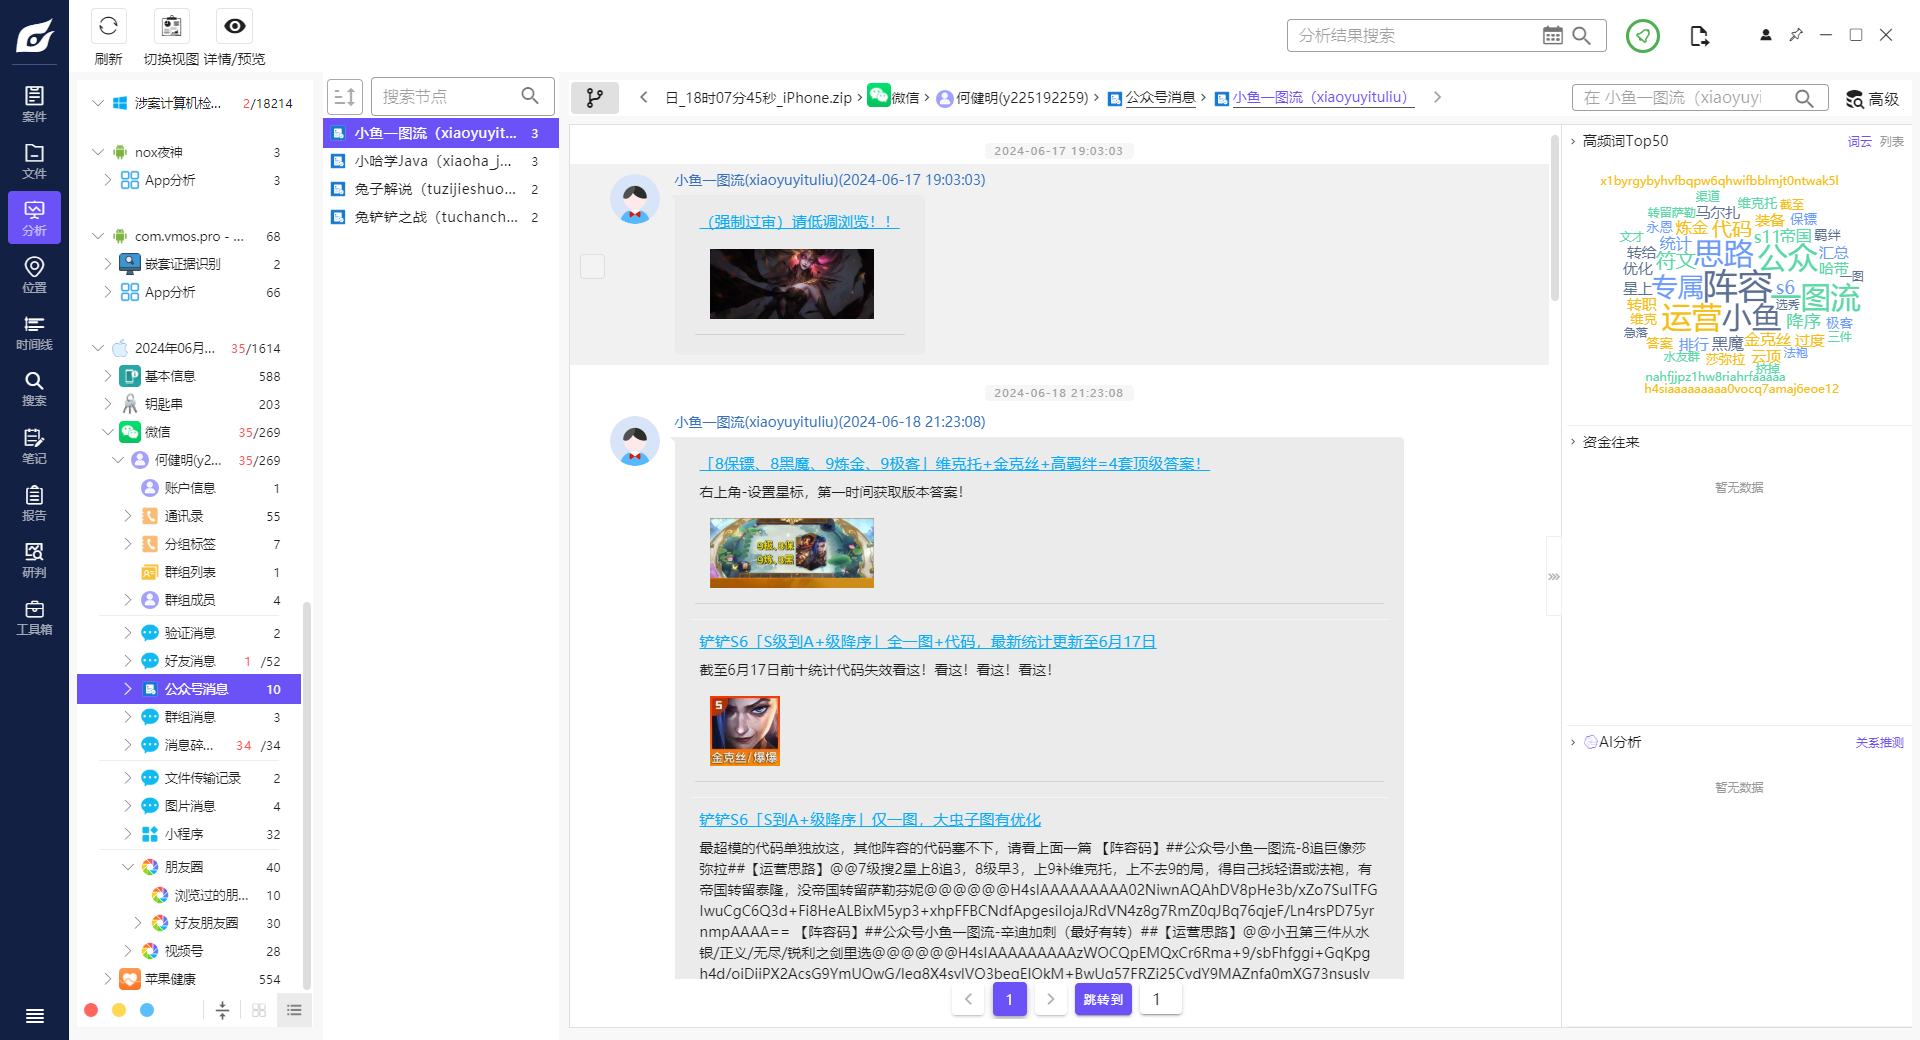 刷新
切换视图
详情/预览
分析结果搜索
案件
文件
分析
位置
时间线
搜索
笔记
报告
研判
工具箱
涉案计算机检... 2/18214
nox夜神 3
App分析 3
com.vmos.pro - ... 68
嵌套证据识别 2
App分析 66
2024年06月... 35/1614
基本信息 588
钥匙串 203
微信 35/269
何健明(y2... 35/269
账户信息 1
通讯录 55
分组标签 7
群组列表 1
群组成员 4
验证消息 2
好友消息 1 /52
公众号消息 10
群组消息 3
消息碎... 34 /34
文件传输记录 2
图片消息 4
小程序 32
朋友圈 40
浏览过的朋... 10
好友朋友圈 30
视频号 28
苹果健康 554
搜索节点
小鱼一图流（xiaoyuyit... 3
小哈学Java（xiaoha_j... 3
兔子解说（tuzijieshuo... 2
兔铲铲之战（tuchanch... 2
日_18时07分45秒_iPhone.zip › 微信 › 何健明(y225192259) › 公众号消息 › 小鱼一图流（xiaoyuyituliu）
在 小鱼一图流（xiaoyuyi
高级
2024-06-17 19:03:03
小鱼一图流(xiaoyuyituliu)(2024-06-17 19:03:03)
（强制过审）请低调浏览！！
2024-06-18 21:23:08
小鱼一图流(xiaoyuyituliu)(2024-06-18 21:23:08)
「8保镖、8黑魔、9炼金、9极客」维克托+金克丝+高羁绊=4套顶级答案！
右上角-设置星标，第一时间获取版本答案！
9极、8保
9炼、8黑
铲铲S6「S级到A+级降序」全一图+代码，最新统计更新至6月17日
截至6月17日前十统计代码失效看这！看这！看这！看这！
5
金克丝/爆爆
铲铲S6「S到A+级降序」仅一图，大虫子图有优化
最超模的代码单独放这，其他阵容的代码塞不下，请看上面一篇 【阵容码】##公众号小鱼一图流-8追巨像莎
弥拉##【运营思路】@@7级搜2星上8追3，8级早3，上9补维克托，上不去9的局，得自己找轻语或法袍，有
帝国转留泰隆，没帝国转留萨勒芬妮@@@@@@H4sIAAAAAAAAA02NiwnAQAhDV8pHe3b/xZo7SuITFG
IwuCgC6Q3d+Fi8HeALBixM5yp3+xhpFFBCNdfApgesiIojaJRdVN4z8g7RmZ0qJBq76qjeF/Ln4rsPD75yr
nmpAAAA== 【阵容码】##公众号小鱼一图流-辛迪加刺（最好有转）##【运营思路】@@小丑第三件从水
银/正义/无尽/锐利之剑里选@@@@@@H4sIAAAAAAAAAzWOCQpEMQxCr6Rma+9/sbFhfggi+GqKpg
h4d/ojDjiPX2AcsG9YmUQwG/Jeq8X4sylVO3beqEIQkM+BwUq57FRZi25CydY9MAZnfa0mXG73nsuslv
1
跳转到
1
高频词Top50
词云
列表
x1byrgybyhvfbqpw6qhwifbblmjt0ntwak5l
渠道
维克托 截至
转留萨勒 马尔扎
装备 保镖
永恩 炼金 代码
文才 统计
s11 帝国 羁绊
转给 符文 思路 公众 汇总
优化 哈带
星上 专属 阵容 s6 一图
选秀 一图流
转职 运营 小鱼
维克 降序 极客
急落 答案 排行 黑魔 金克丝 过度 三件
水友群 莎弥拉 云顶 法袍
挤掉
nahfjjpz1hw8riahrfaaaaa
h4siaaaaaaaaa0vocq7amaj6eoe12
资金往来
暂无数据
AI分析
关系推测
暂无数据